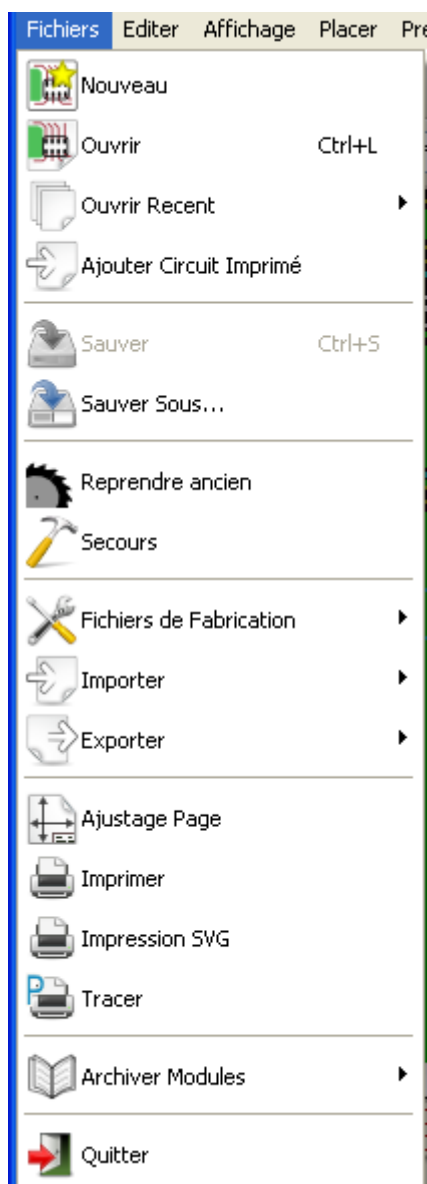 Fichiers Editer Affichage Placer
Nouveau
Ouvrir Ctrl+L
Ouvrir Recent
Ajouter Circuit Imprimé
Sauver Ctrl+S
Sauver Sous...
Reprendre ancien
Secours
Fichiers de Fabrication
Importer
Exporter
Ajustage Page
Imprimer
Impression SVG
Tracer
Archiver Modules
Quitter